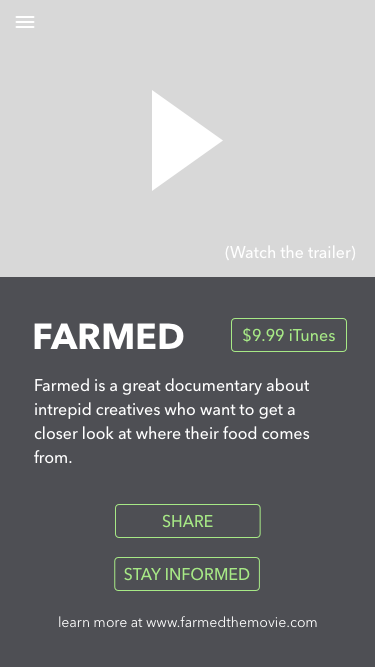 (Watch the trailer)
FARMED
$9.99 iTunes
Farmed is a great documentary about
intrepid creatives who want to get a
closer look at where their food comes
from.
SHARE
STAY INFORMED
learn more at www.farmedthemovie.com